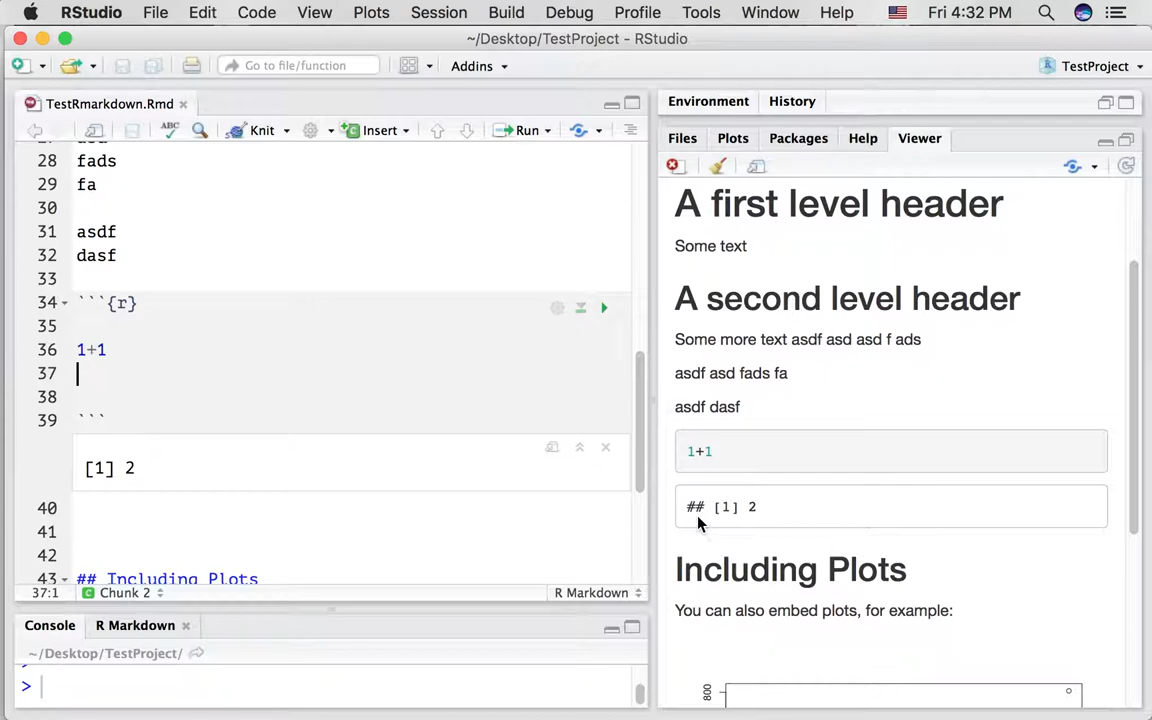 RStudio File Edit Code View Plots Session Build Debug Profile Tools Window Help Fri 4:32 PM
~/Desktop/TestProject - RStudio
Go to file/function Addins TestProject
TestRmarkdown.Rmd
ABC Knit Insert Run
28 fads
29 fa
30
31 asdf
32 dasf
33
34 ```{r}
35
36 1+1
37
38
39 ```
[1] 2
40
41
42
43 ## Including Plots
37:1 C Chunk 2 R Markdown
Console R Markdown
~/Desktop/TestProject/
>
Environment History
Files Plots Packages Help Viewer
A first level header
Some text
A second level header
Some more text asdf asd asd f ads
asdf asd fads fa
asdf dasf
1+1
## [1] 2
Including Plots
You can also embed plots, for example:
800